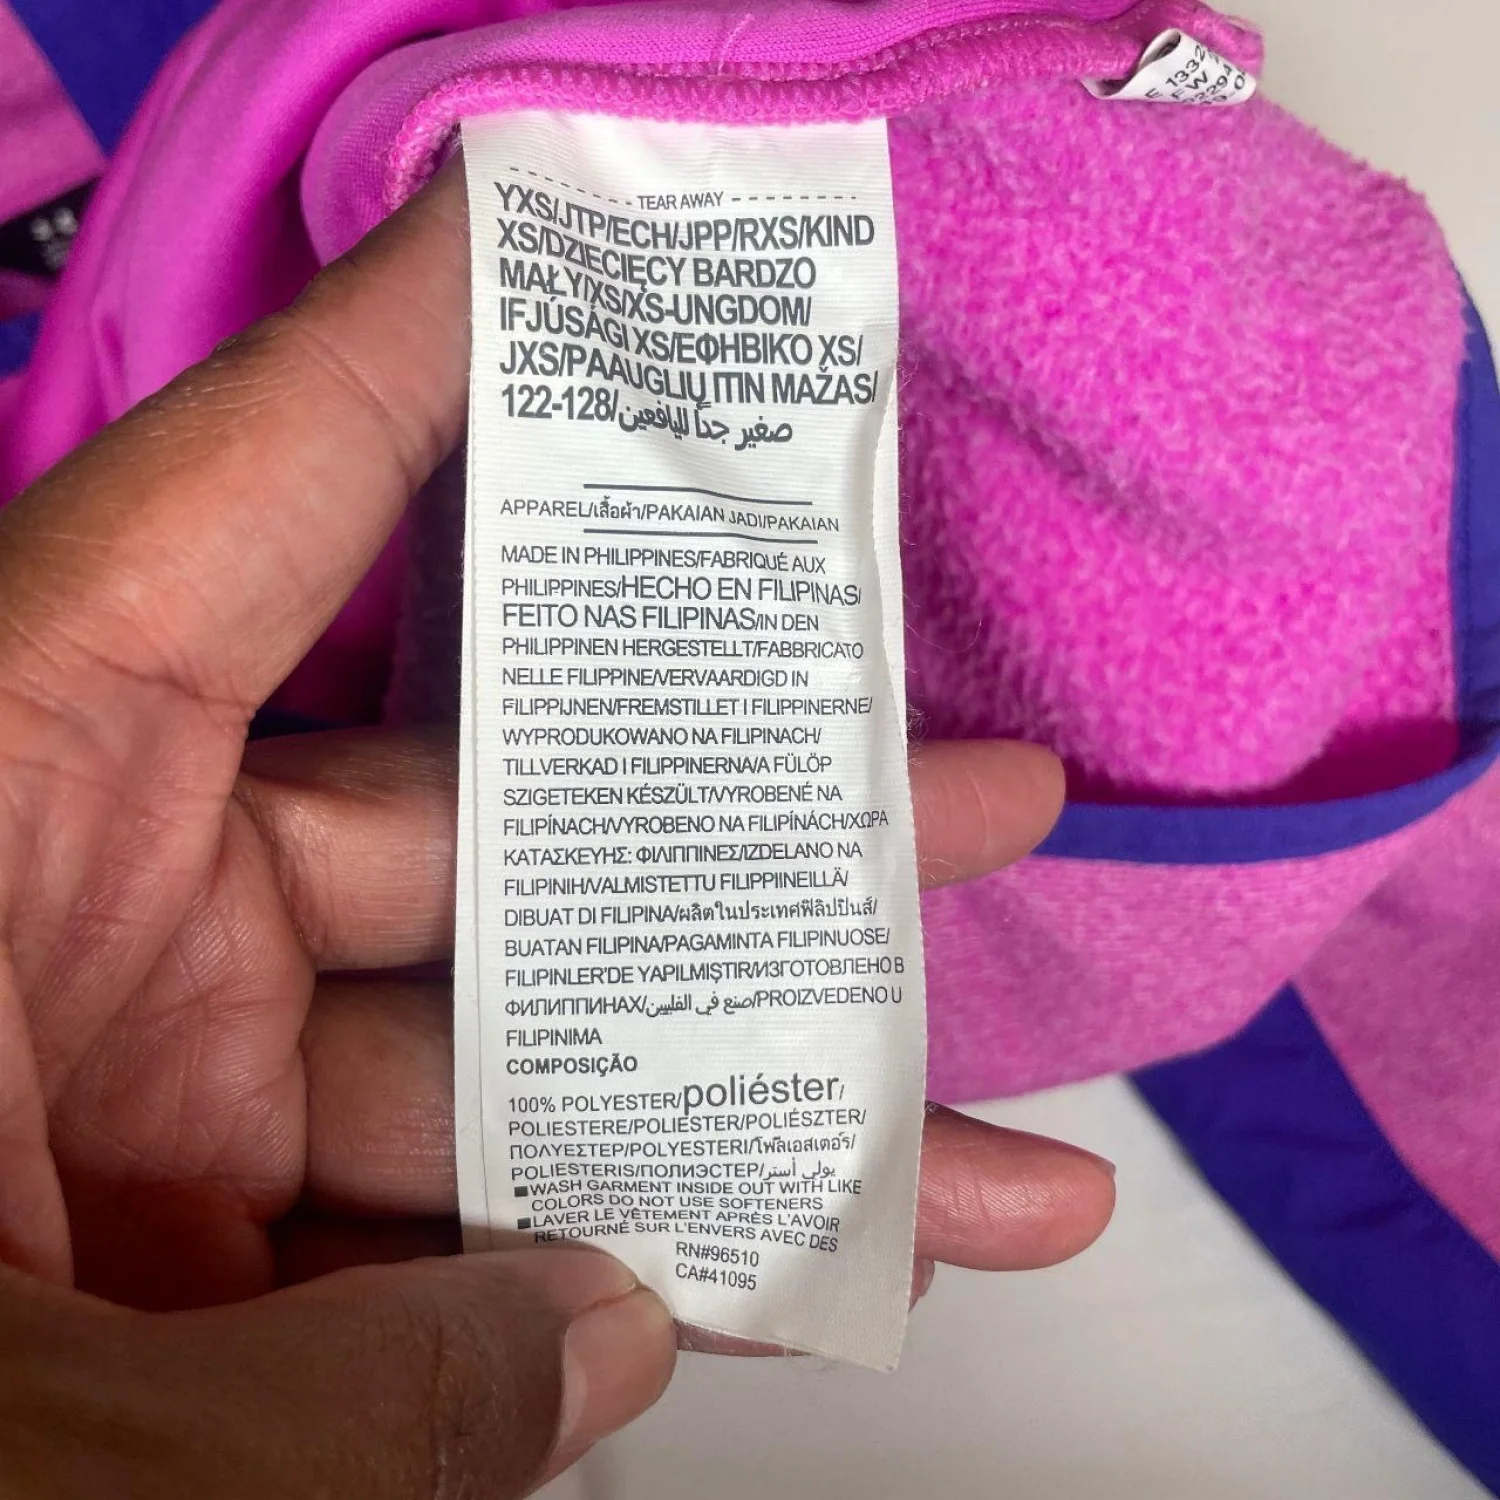 E 1332
FW
TEAR AWAY
YXS/JTP/ECH/JPP/RXS/KIND
XS/DZIECIĘCY BARDZO
MAŁY/XS/XS-UNGDOM/
IFJÚSÁGI XS/ΕΦΗΒΙΚΟ XS/
JXS/PAAUGLIŲ ITIN MAŽAS/
122-128/صغير جداً لليافعين
APPAREL/เสื้อผ้า/PAKAIAN JADI/PAKAIAN
MADE IN PHILIPPINES/FABRIQUÉ AUX
PHILIPPINES/HECHO EN FILIPINAS/
FEITO NAS FILIPINAS/IN DEN
PHILIPPINEN HERGESTELLT/FABBRICATO
NELLE FILIPPINE/VERVAARDIGD IN
FILIPPIJNEN/FREMSTILLET I FILIPPINERNE/
WYPRODUKOWANO NA FILIPINACH/
TILLVERKAD I FILIPPINERNA/A FÜLÖP
SZIGETEKEN KÉSZÜLT/VYROBENÉ NA
FILIPÍNACH/VYROBENO NA FILIPÍNÁCH/ΧΩΡΑ
ΚΑΤΑΣΚΕΥΗΣ: ΦΙΛΙΠΠΙΝΕΣ/IZDELANO NA
FILIPINIH/VALMISTETTU FILIPPIINEILLÄ/
DIBUAT DI FILIPINA/ผลิตในประเทศฟิลิปปินส์/
BUATAN FILIPINA/PAGAMINTA FILIPINUOSE/
FILIPINLER'DE YAPILMIŞTIR/ИЗГОТОВЛЕНО В
ФИЛИППИНАХ/صنع في الفلبين/PROIZVEDENO U
FILIPINIMA
COMPOSIÇÃO
100% POLYESTER/poliéster/
POLIESTERE/POLIESTER/POLIÉSZTER/
ΠΟΛΥΕΣΤΕΡ/POLYESTERI/โพลีเอสเตอร์/
POLIESTERIS/ПОЛИЭСТЕР/بولي أستر
WASH GARMENT INSIDE OUT WITH LIKE
COLORS DO NOT USE SOFTENERS
LAVER LE VÊTEMENT APRÈS L'AVOIR
RETOURNÉ SUR L'ENVERS AVEC DES
RN#96510
CA#41095